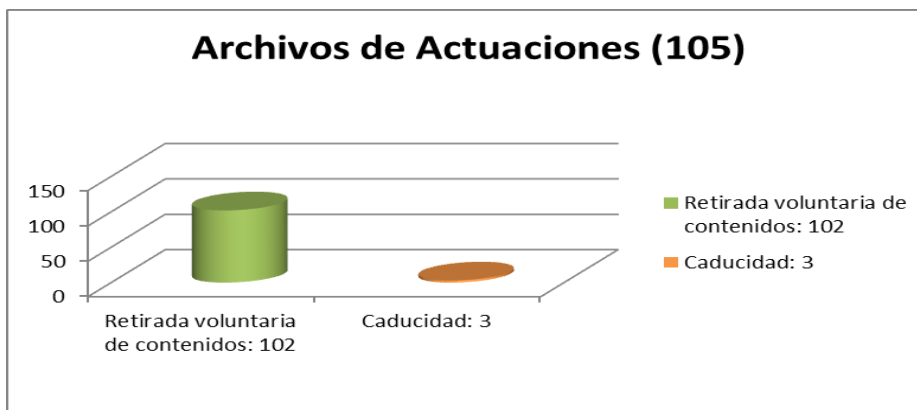 Archivos de Actuaciones (105)
150
100
50
0
Retirada voluntaria
de contenidos: 102
Caducidad: 3
Retirada voluntaria de
contenidos: 102
Caducidad: 3